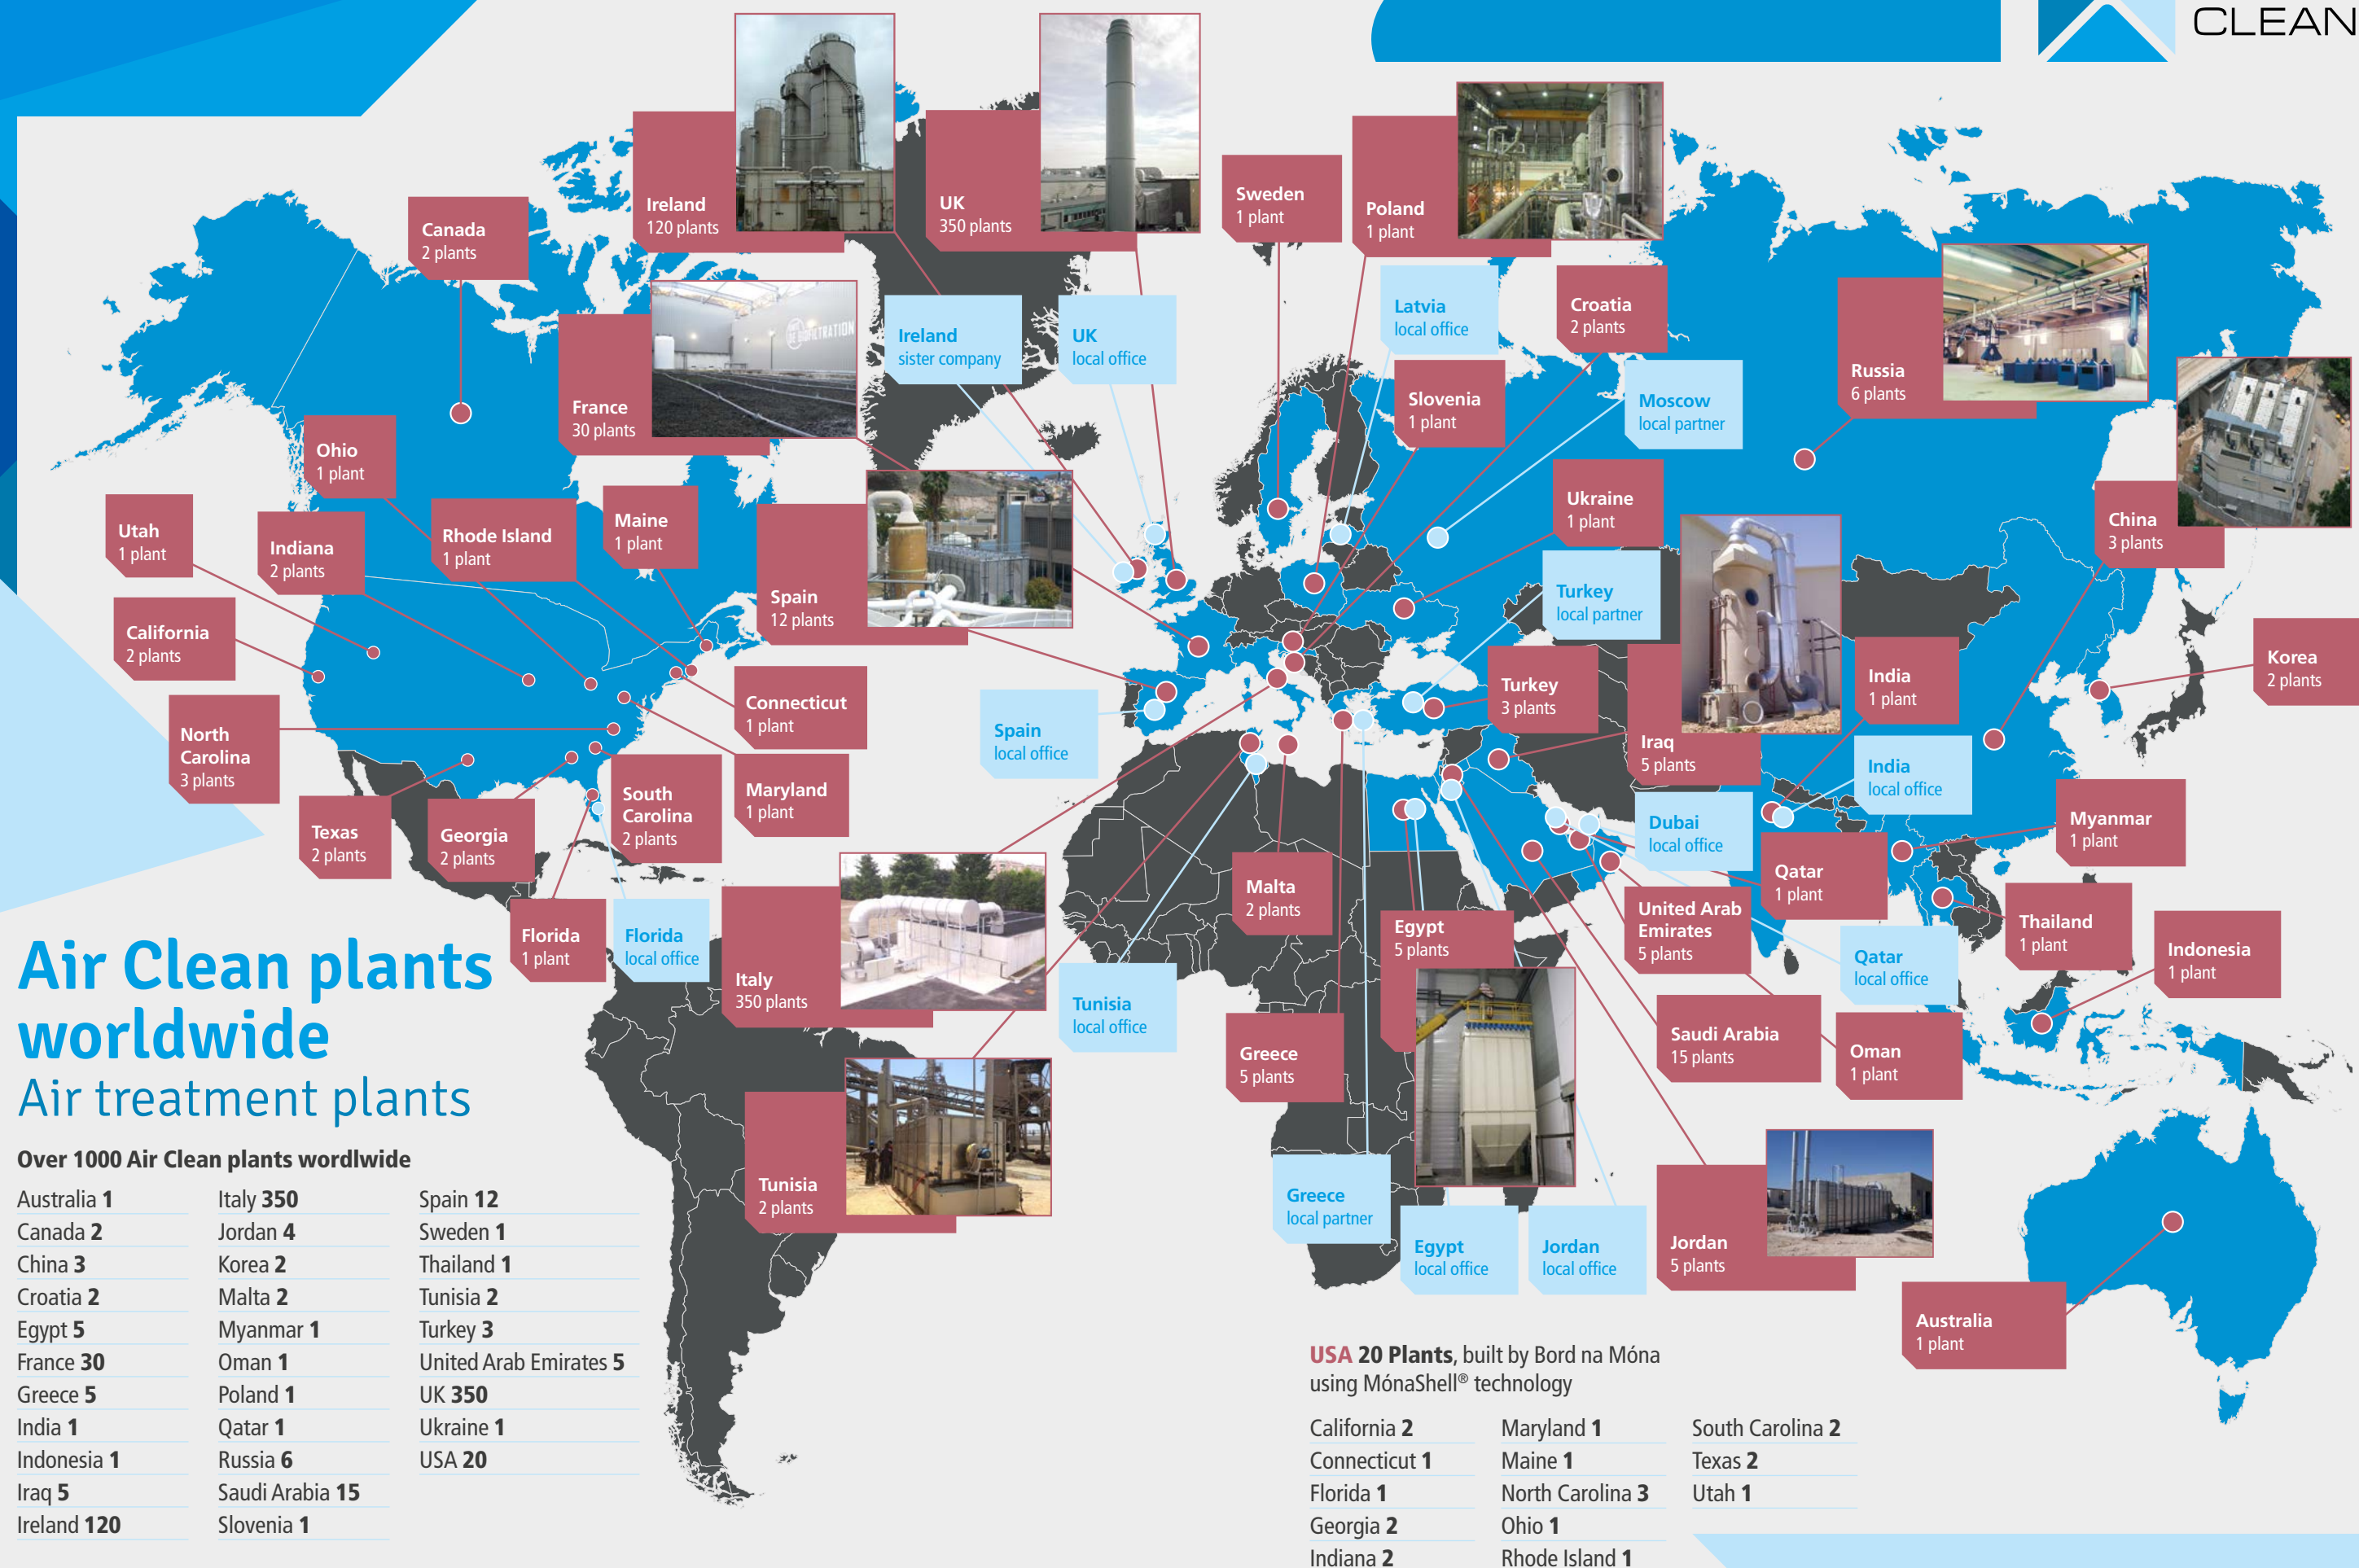 CLEAN
Ireland
120 plants
UK
350 plants
Sweden
1 plant
Poland
1 plant
Canada
2 plants
Latvia
local office
Croatia
2 plants
Ireland
sister company
UK
local office
Russia
6 plants
France
30 plants
Slovenia
1 plant
Moscow
local partner
Ohio
1 plant
Ukraine
1 plant
China
3 plants
Utah
1 plant
Indiana
2 plants
Rhode Island
1 plant
Maine
1 plant
Spain
12 plants
Turkey
local partner
California
2 plants
Korea
2 plants
Connecticut
1 plant
Turkey
3 plants
India
1 plant
North
Carolina
3 plants
Spain
local office
Iraq
5 plants
India
local office
Texas
2 plants
Georgia
2 plants
South
Carolina
2 plants
Maryland
1 plant
Dubai
local office
Myanmar
1 plant
Malta
2 plants
Qatar
1 plant
Florida
1 plant
Florida
local office
Italy
350 plants
Egypt
5 plants
United Arab
Emirates
5 plants
Qatar
local office
Thailand
1 plant
Indonesia
1 plant
Tunisia
local office
Greece
5 plants
Saudi Arabia
15 plants
Oman
1 plant
Tunisia
2 plants
Greece
local partner
Egypt
local office
Jordan
local office
Jordan
5 plants
Australia
1 plant
Air Clean plants
worldwide
Air treatment plants
Over 1000 Air Clean plants wordlwide
Australia 1
Canada 2
China 3
Croatia 2
Egypt 5
France 30
Greece 5
India 1
Indonesia 1
Iraq 5
Ireland 120
Italy 350
Jordan 4
Korea 2
Malta 2
Myanmar 1
Oman 1
Poland 1
Qatar 1
Russia 6
Saudi Arabia 15
Slovenia 1
Spain 12
Sweden 1
Thailand 1
Tunisia 2
Turkey 3
United Arab Emirates 5
UK 350
Ukraine 1
USA 20
USA 20 Plants, built by Bord na Móna
using MónaShell® technology
California 2
Connecticut 1
Florida 1
Georgia 2
Indiana 2
Maryland 1
Maine 1
North Carolina 3
Ohio 1
Rhode Island 1
South Carolina 2
Texas 2
Utah 1